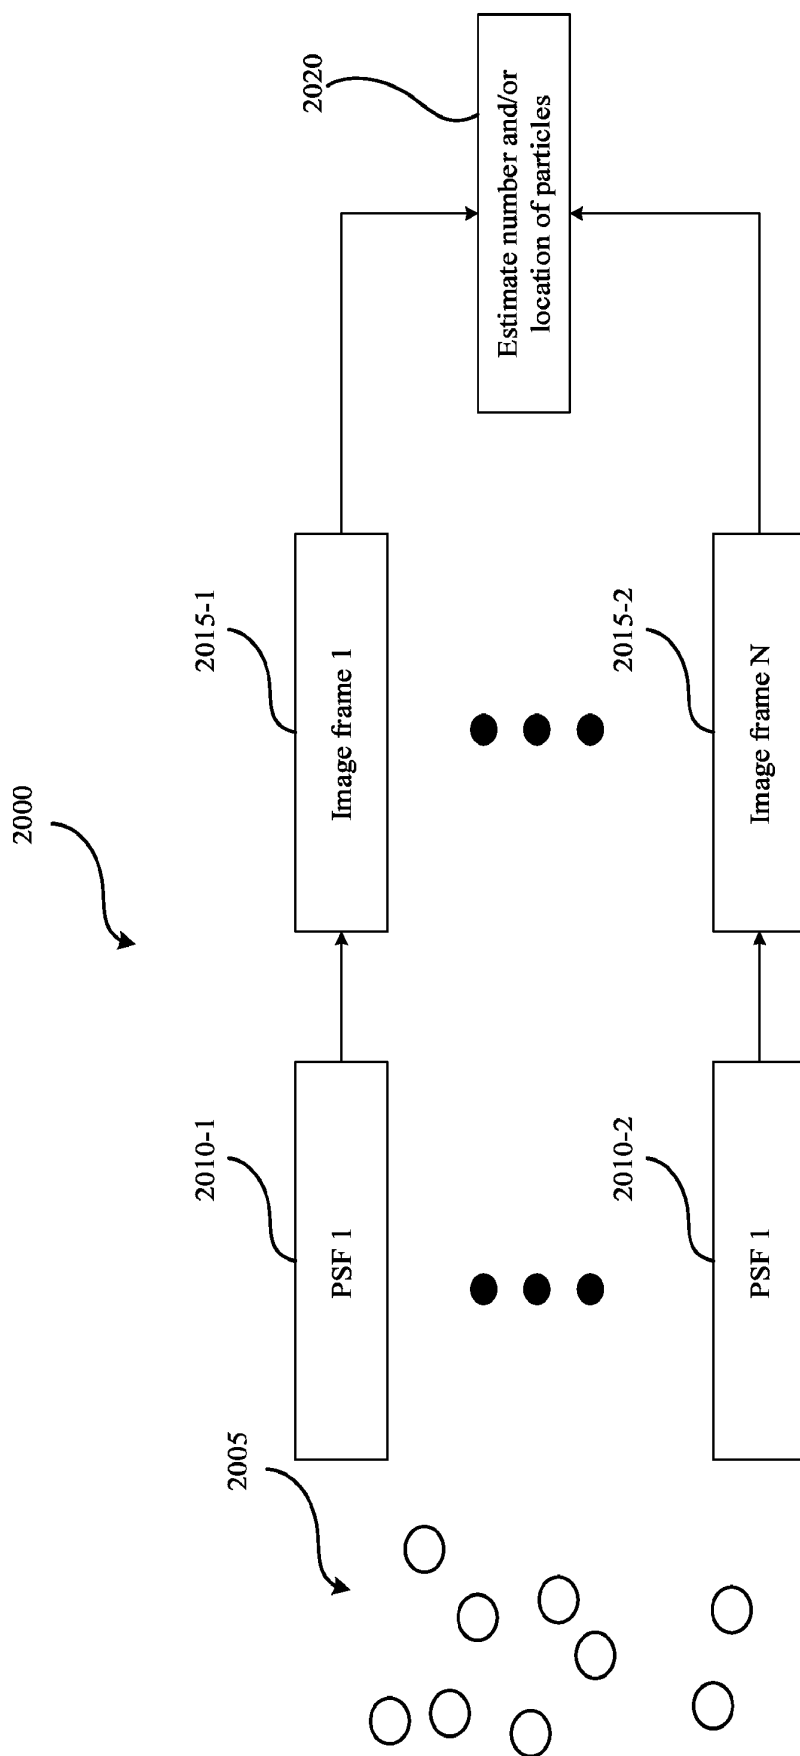 2000
2005
2010-1
PSF 1
2015-1
Image frame 1
2020
Estimate number and/or
location of particles
2010-2
PSF 1
2015-2
Image frame N